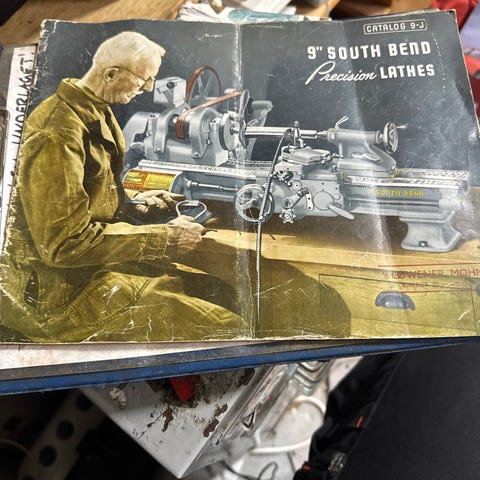 CATALOG 9-J
9" SOUTH BEND
Precision LATHES
SOUTH BEND